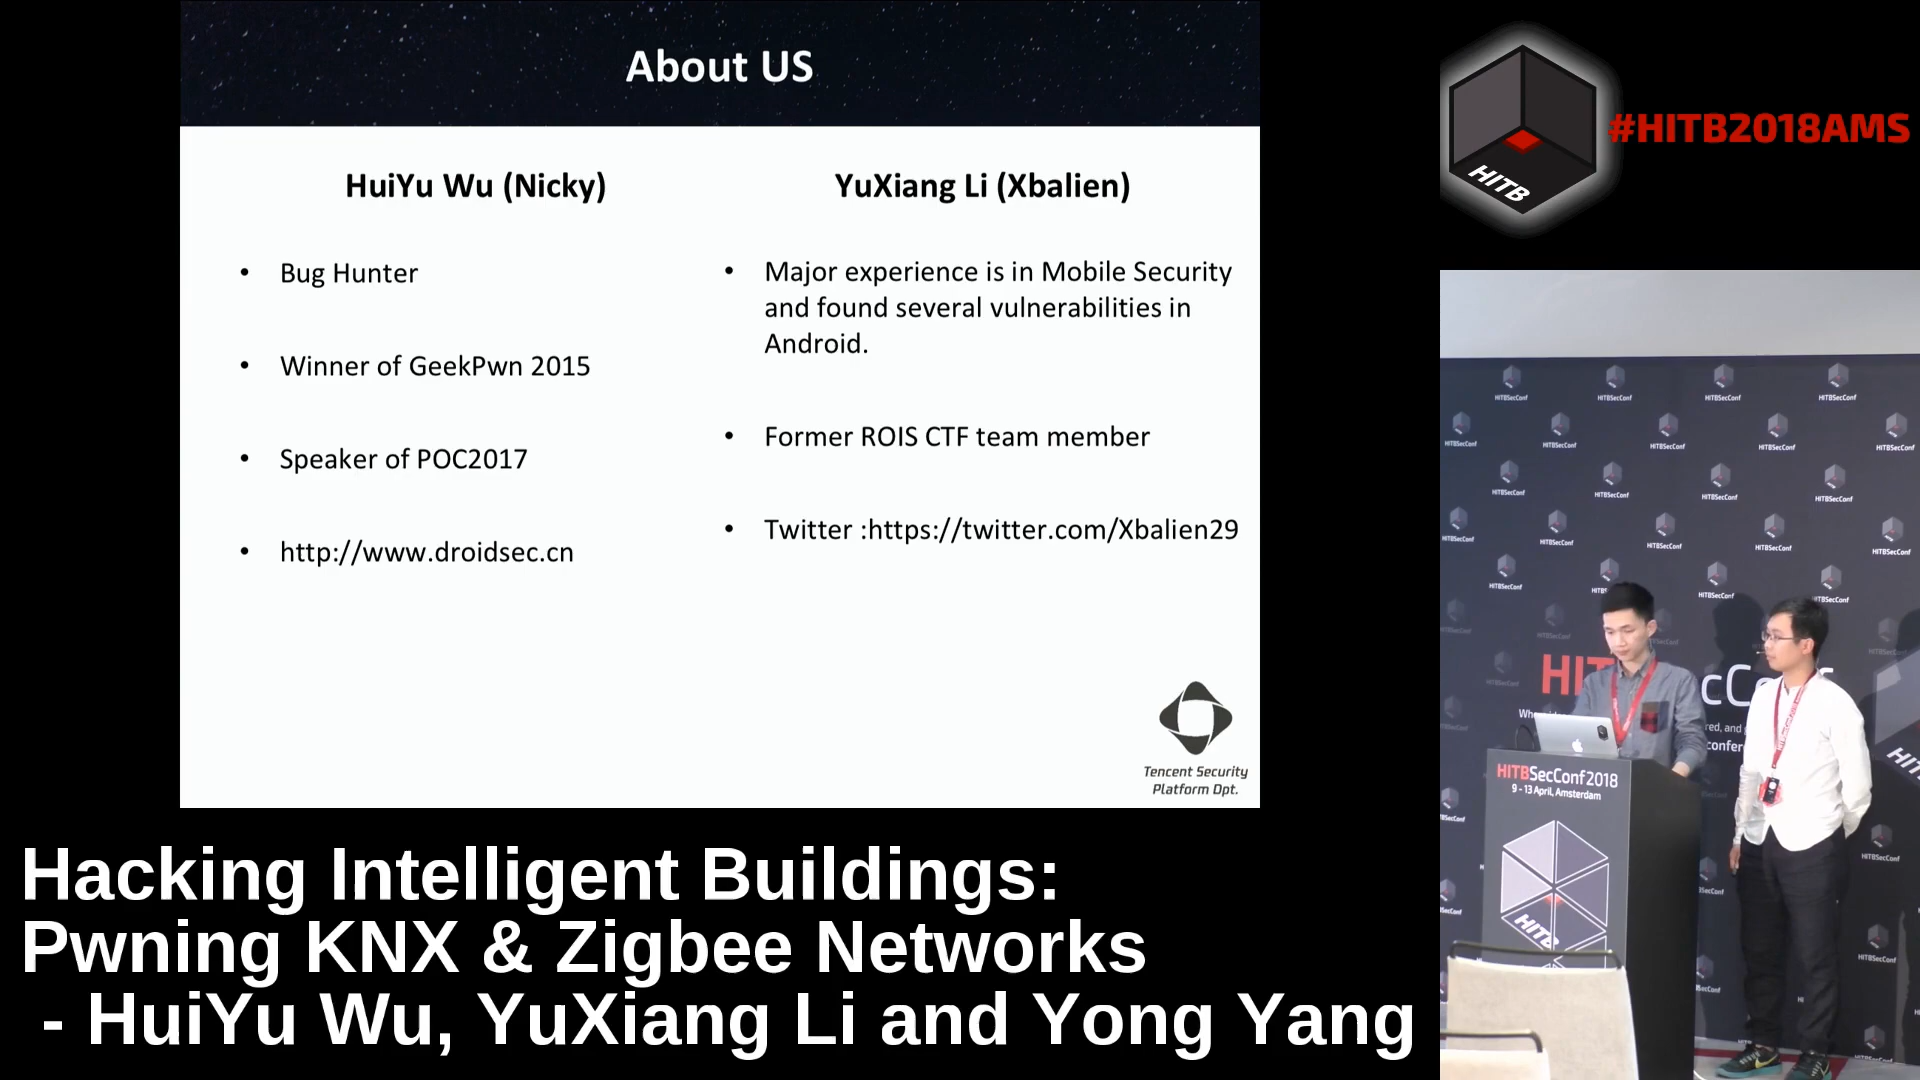 About US
HuiYu Wu (Nicky)
• Bug Hunter
• Winner of GeekPwn 2015
• Speaker of POC2017
• http://www.droidsec.cn
YuXiang Li (Xbalien)
• Major experience is in Mobile Security
and found several vulnerabilities in
Android.
• Former ROIS CTF team member
• Twitter :https://twitter.com/Xbalien29
Tencent Security
Platform Dpt.
HITB
#HITB2018AMS
HITBSecConf
HITBSecConf2018
9 - 13 April, Amsterdam
HITB
Hacking Intelligent Buildings:
Pwning KNX & Zigbee Networks
- HuiYu Wu, YuXiang Li and Yong Yang